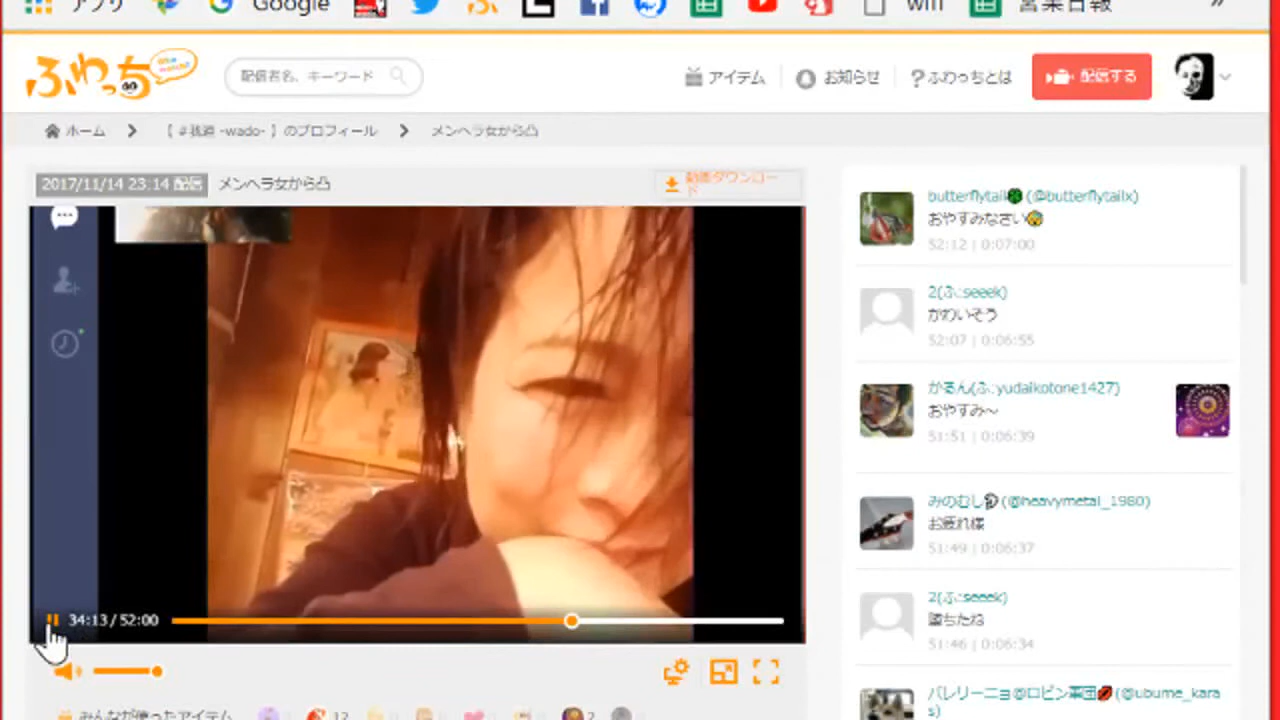 アプリ
Google
wifi
営業日報
»
ふわっち
配信者名、キーワード
アイテム
お知らせ
?ふわっちとは
配信する
ホーム
【 #我道 -wado- 】のプロフィール
メンヘラ女から凸
2017/11/14 23:14 配信
メンヘラ女から凸
動画ダウンロード
34:13 / 52:00
みんなが使ったアイテム
12
2
butterflytail (@butterflytailx)
おやすみなさい
52:12 | 0:07:00
2(ふ:seeek)
かわいそう
52:07 | 0:06:55
かるん(ふ:yudaikotone1427)
おやすみ～
51:51 | 0:06:39
みのむし (@heavymetal_1980)
お疲れ様
51:49 | 0:06:37
2(ふ:seeek)
堕ちたね
51:46 | 0:06:34
バレリーニョ@ロビン軍団 (@ubume_karas)